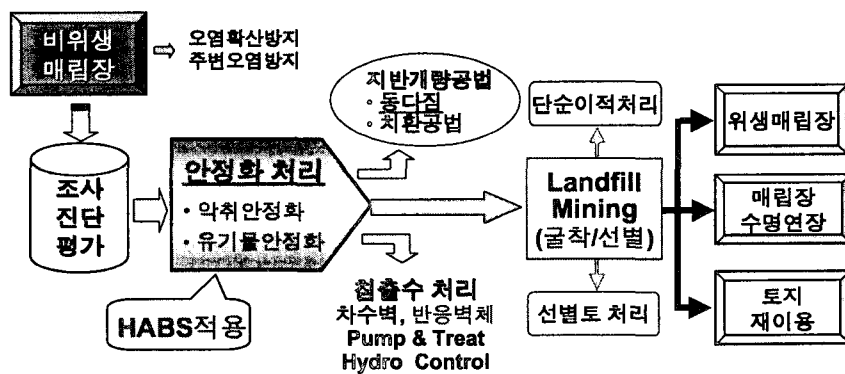 비위생
매립장
오염확산방지
주변오염방지
조사
진단
평가
안정화 처리
· 악취안정화
· 유기물안정화
HABS적용
지반개량공법
· 동다짐
· 치환공법
침출수 처리
차수벽, 반응벽체
Pump & Treat
Hydro Control
단순이적처리
Landfill
Mining
(굴착/선별)
선별토 처리
위생매립장
매립장
수명연장
토지
재이용